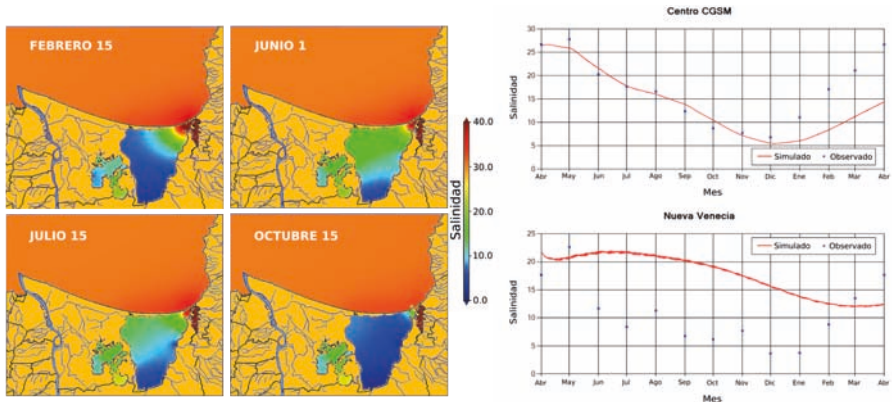 FEBRERO 15
JUNIO 1
JULIO 15
OCTUBRE 15
40.0
30.0
20.0
10.0
0.0
Salinidad
Centro CGSM
30
25
20
15
10
5
0
Salinidad
Simulado
Observado
Abr May Jun Jul Ago Sep Oct Nov Dic Ene Feb Mar Abr
Mes
Nueva Venecia
25
20
15
10
5
0
Salinidad
Simulado
Observado
Abr May Jun Jul Ago Sep Oct Nov Dic Ene Feb Mar Abr
Mes